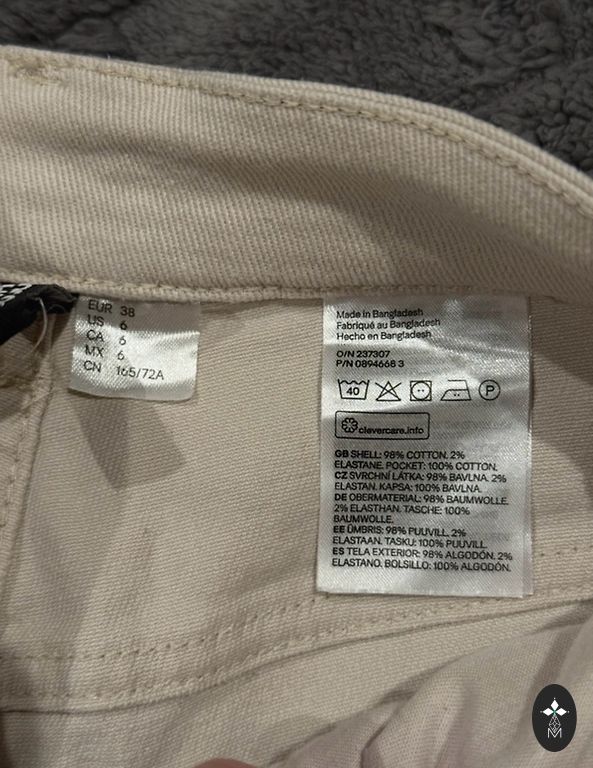 EUR 38
US 6
CA 6
MX 6
CN 165/72A
Made in Bangladesh
Fabriqué au Bangladesh
Hecho en Bangladesh
O/N 237307
P/N 0894668 3
40 P
clevercare.info
GB SHELL: 98% COTTON. 2%
ELASTANE. POCKET: 100% COTTON.
CZ SVRCHNÍ LÁTKA: 98% BAVLNA. 2%
ELASTAN. KAPSA: 100% BAVLNA.
DE OBERMATERIAL: 98% BAUMWOLLE.
2% ELASTHAN. TASCHE: 100%
BAUMWOLLE.
EE ÜMBRIS: 98% PUUVILL. 2%
ELASTAAN. TASKU: 100% PUUVILL.
ES TELA EXTERIOR: 98% ALGODÓN. 2%
ELASTANO. BOLSILLO: 100% ALGODÓN.
M